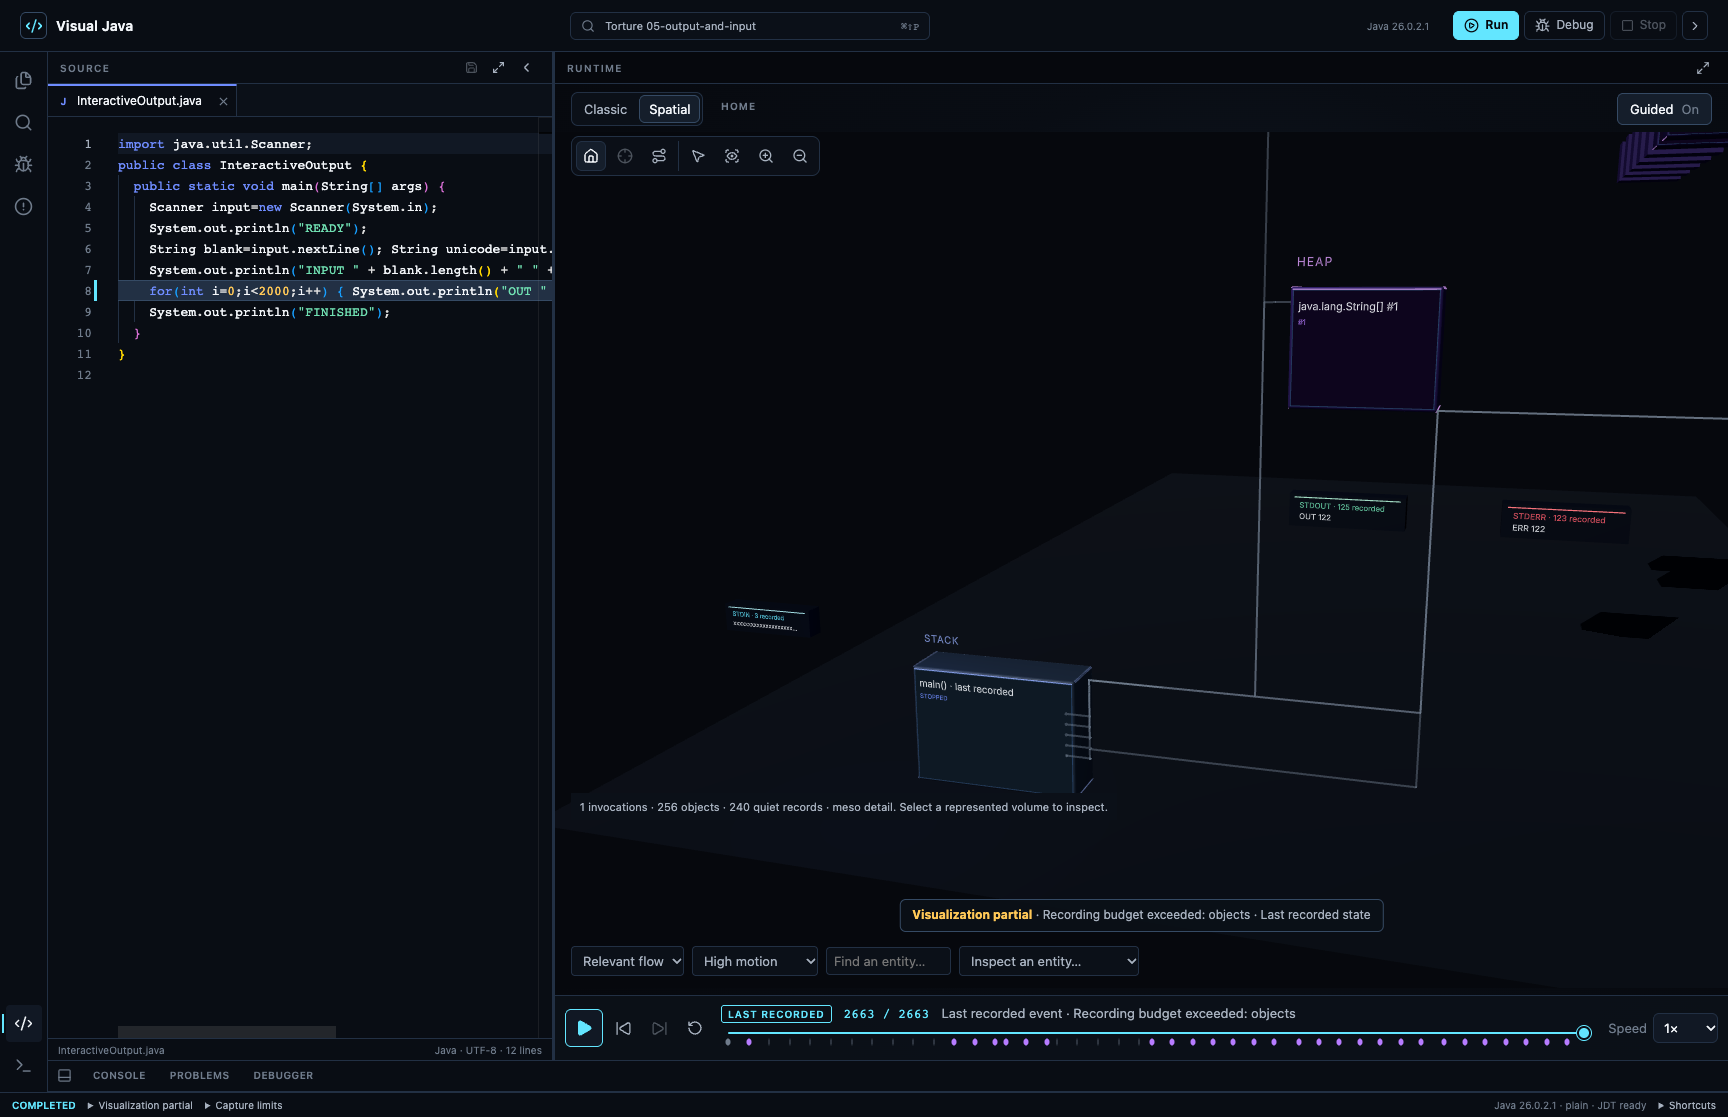 Visual Java
Torture 05-output-and-input
⌘⇧P
Java 26.0.2.1
Run
Debug
Stop
SOURCE
RUNTIME
J InteractiveOutput.java
Classic
Spatial
HOME
Guided On
1 import java.util.Scanner;
2 public class InteractiveOutput {
3 public static void main(String[] args) {
4 Scanner input=new Scanner(System.in);
5 System.out.println("READY");
6 String blank=input.nextLine(); String unicode=input.
7 System.out.println("INPUT " + blank.length() + " " +
8 for(int i=0;i<2000;i++) { System.out.println("OUT "
9 System.out.println("FINISHED");
10 }
11 }
12
HEAP
java.lang.String[] #1
#1
STDOUT · 125 recorded
OUT 122
STDERR · 123 recorded
ERR 122
STDIN · 3 recorded
STACK
main() · last recorded
STOPPED
1 invocations · 256 objects · 240 quiet records · meso detail. Select a represented volume to inspect.
Visualization partial · Recording budget exceeded: objects · Last recorded state
Relevant flow
High motion
Find an entity...
Inspect an entity...
LAST RECORDED 2663 / 2663 Last recorded event · Recording budget exceeded: objects
Speed 1×
InteractiveOutput.java
Java · UTF-8 · 12 lines
CONSOLE
PROBLEMS
DEBUGGER
COMPLETED
Visualization partial
Capture limits
Java 26.0.2.1 · plain · JDT ready
Shortcuts